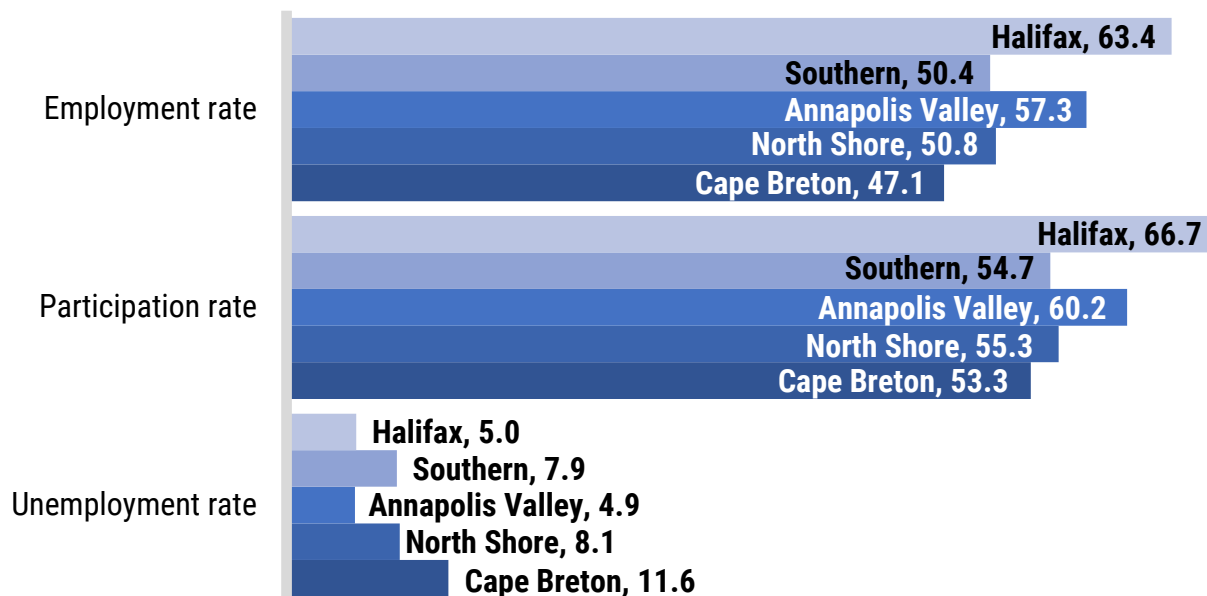 Halifax, 63.4
Southern, 50.4
Employment rate
Annapolis Valley, 57.3
North Shore, 50.8
Cape Breton, 47.1
Halifax, 66.7
Southern, 54.7
Participation rate
Annapolis Valley, 60.2
North Shore, 55.3
Cape Breton, 53.3
Halifax, 5.0
Southern, 7.9
Unemployment rate
Annapolis Valley, 4.9
North Shore, 8.1
Cape Breton, 11.6